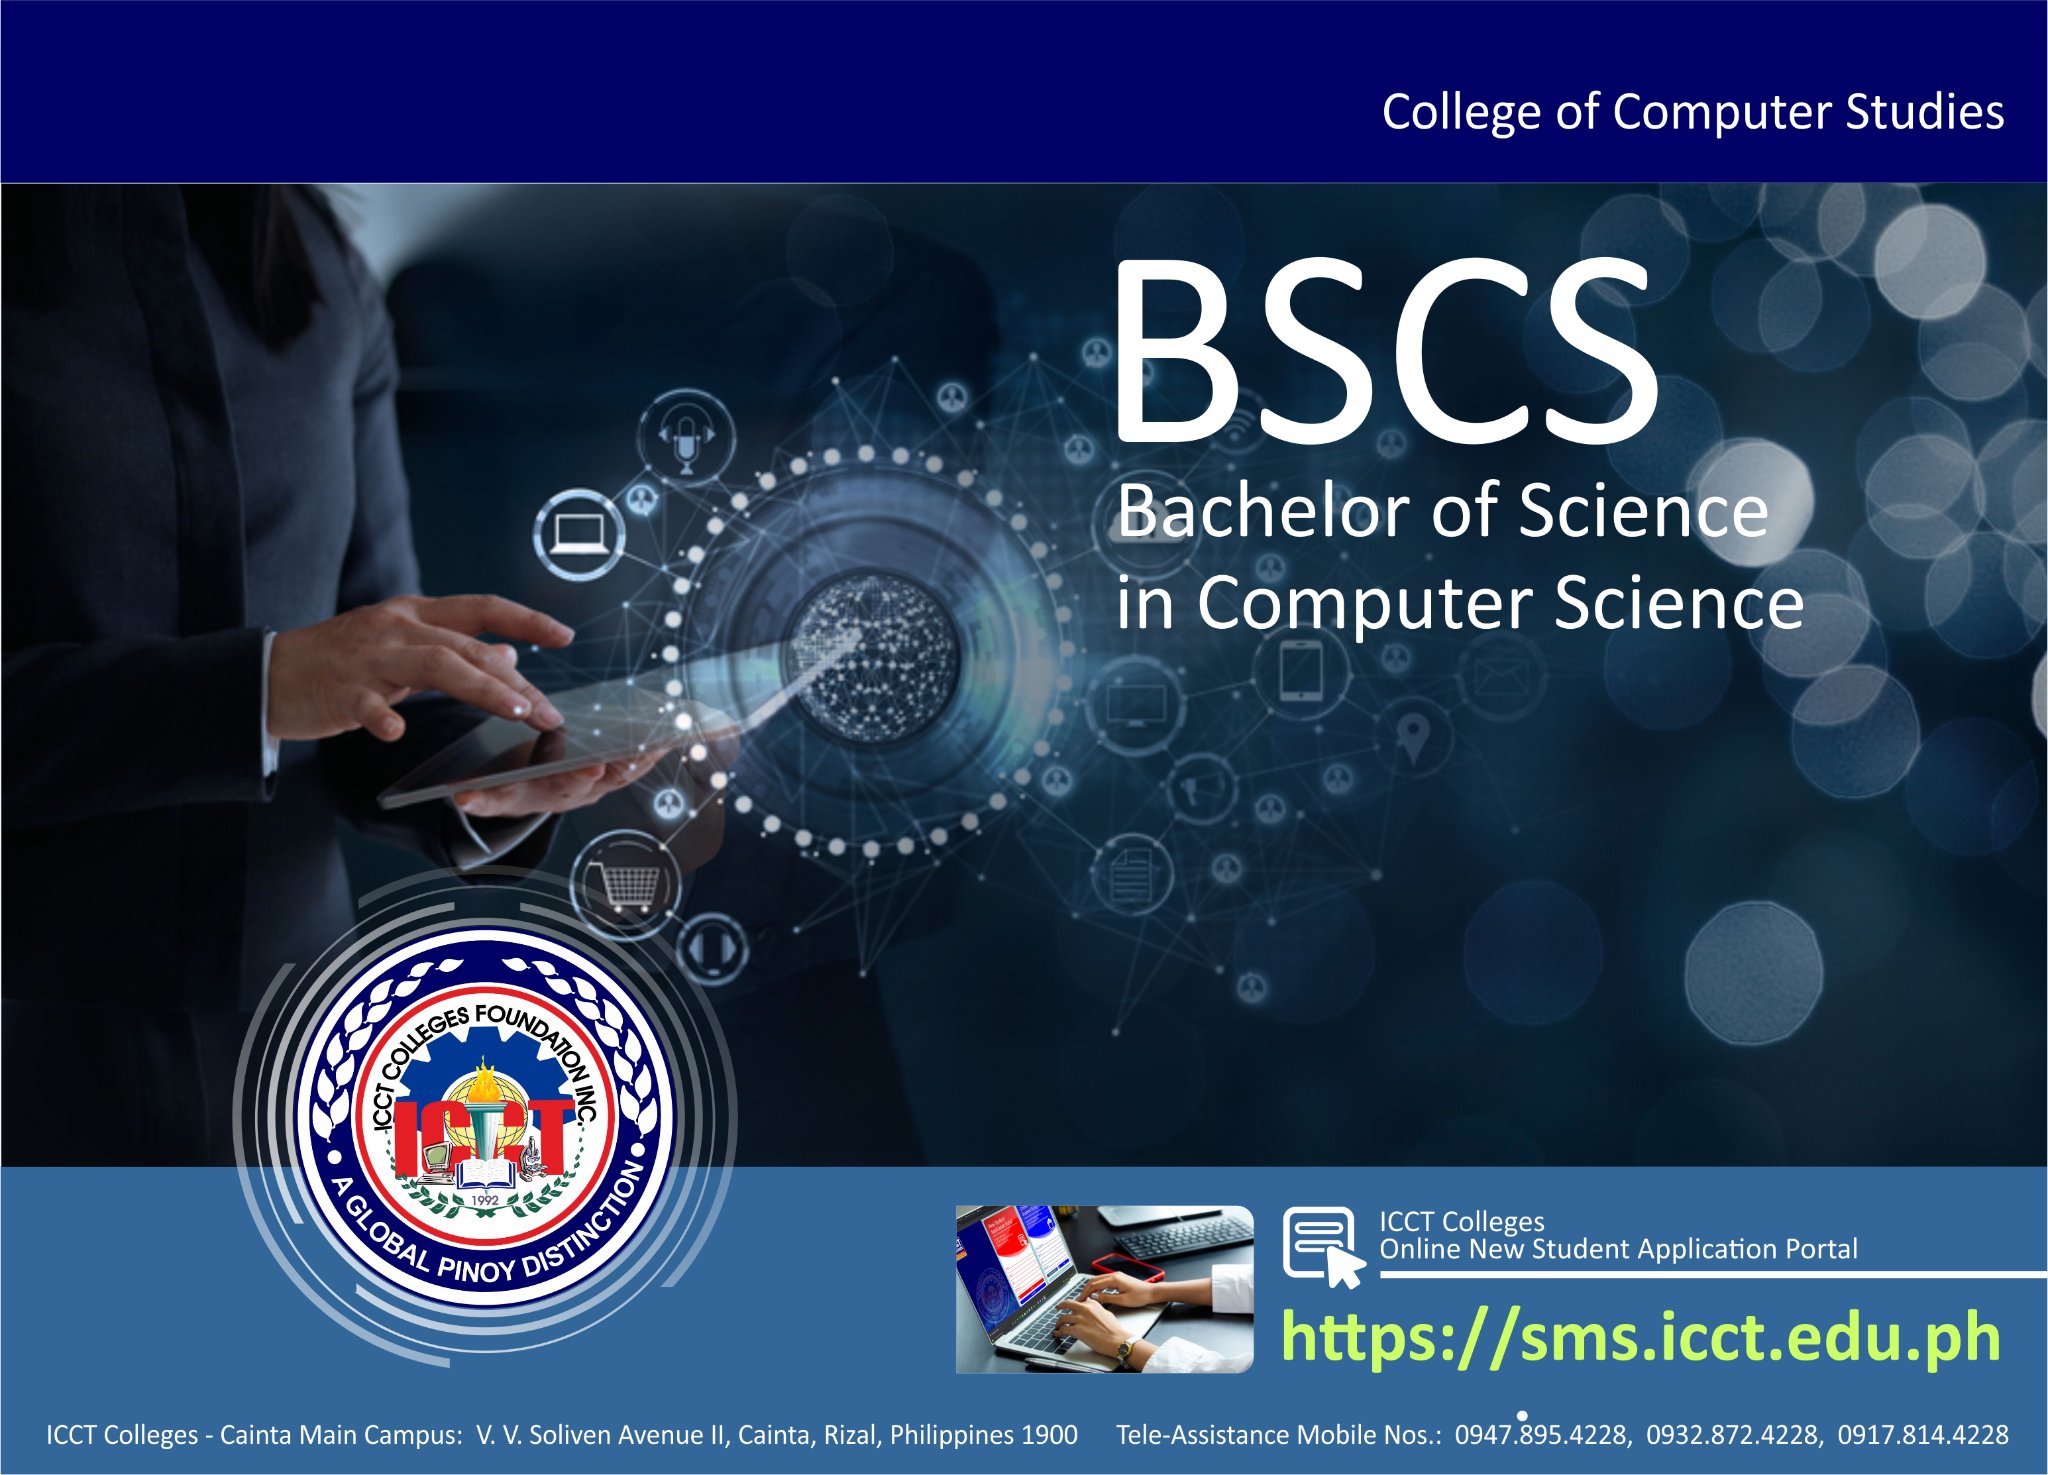 College of Computer Studies
BSCS
Bachelor of Science
in Computer Science
ICCT COLLEGES FOUNDATION INC.
ICCT
1992
A GLOBAL PINOY DISTINCTION
ICCT Colleges
Online New Student Application Portal
https://sms.icct.edu.ph
ICCT Colleges - Cainta Main Campus: V. V. Soliven Avenue II, Cainta, Rizal, Philippines 1900 Tele-Assistance Mobile Nos.: 0947.895.4228, 0932.872.4228, 0917.814.4228